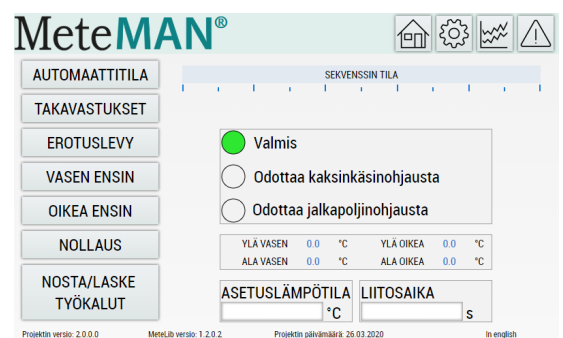 MeteMAN®
AUTOMAATTITILA
SEKVENSSIN TILA
TAKAVASTUKSET
EROTUSLEVY
Valmis
VASEN ENSIN
Odottaa kaksinkäsinohjausta
OIKEA ENSIN
Odottaa jalkapoljinohjausta
NOLLAUS
YLÄ VASEN 0.0 °C YLÄ OIKEA 0.0 °C
ALA VASEN 0.0 °C ALA OIKEA 0.0 °C
NOSTA/LASKE
TYÖKALUT
ASETUSLÄMPÖTILA LIITOSAIKA
°C s
Projektin versio: 2.0.0.0 MeteLib versio: 1.2.0.2 Projektin päivämäärä: 26.03.2020 In english